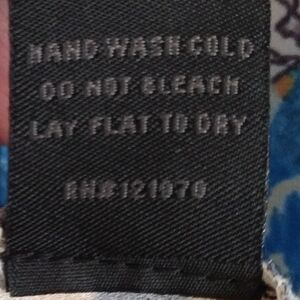 HAND WASH COLD
DO NOT BLEACH
LAY FLAT TO DRY
RN#121070